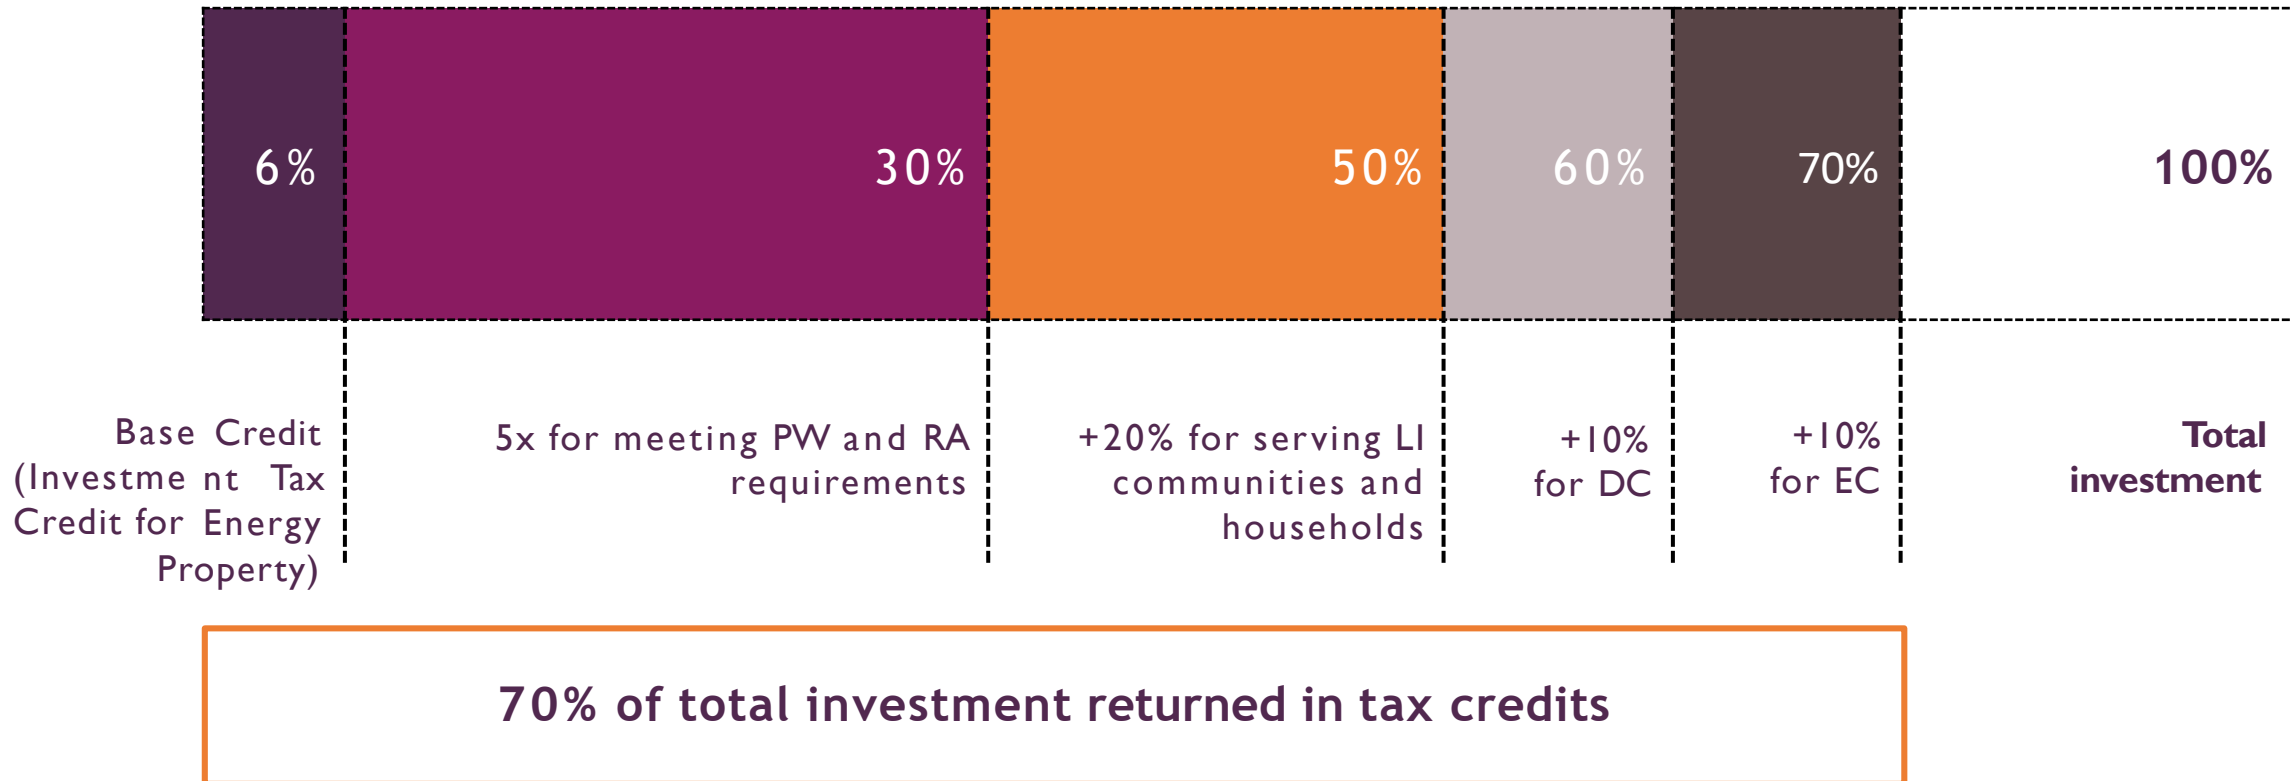 6%
30%
50%
60%
70%
100%
Base Credit
(Investment Tax
Credit for Energy
Property)
5x for meeting PW and RA
requirements
+20% for serving LI
communities and
households
+10%
for DC
+10%
for EC
Total
investment
70% of total investment returned in tax credits